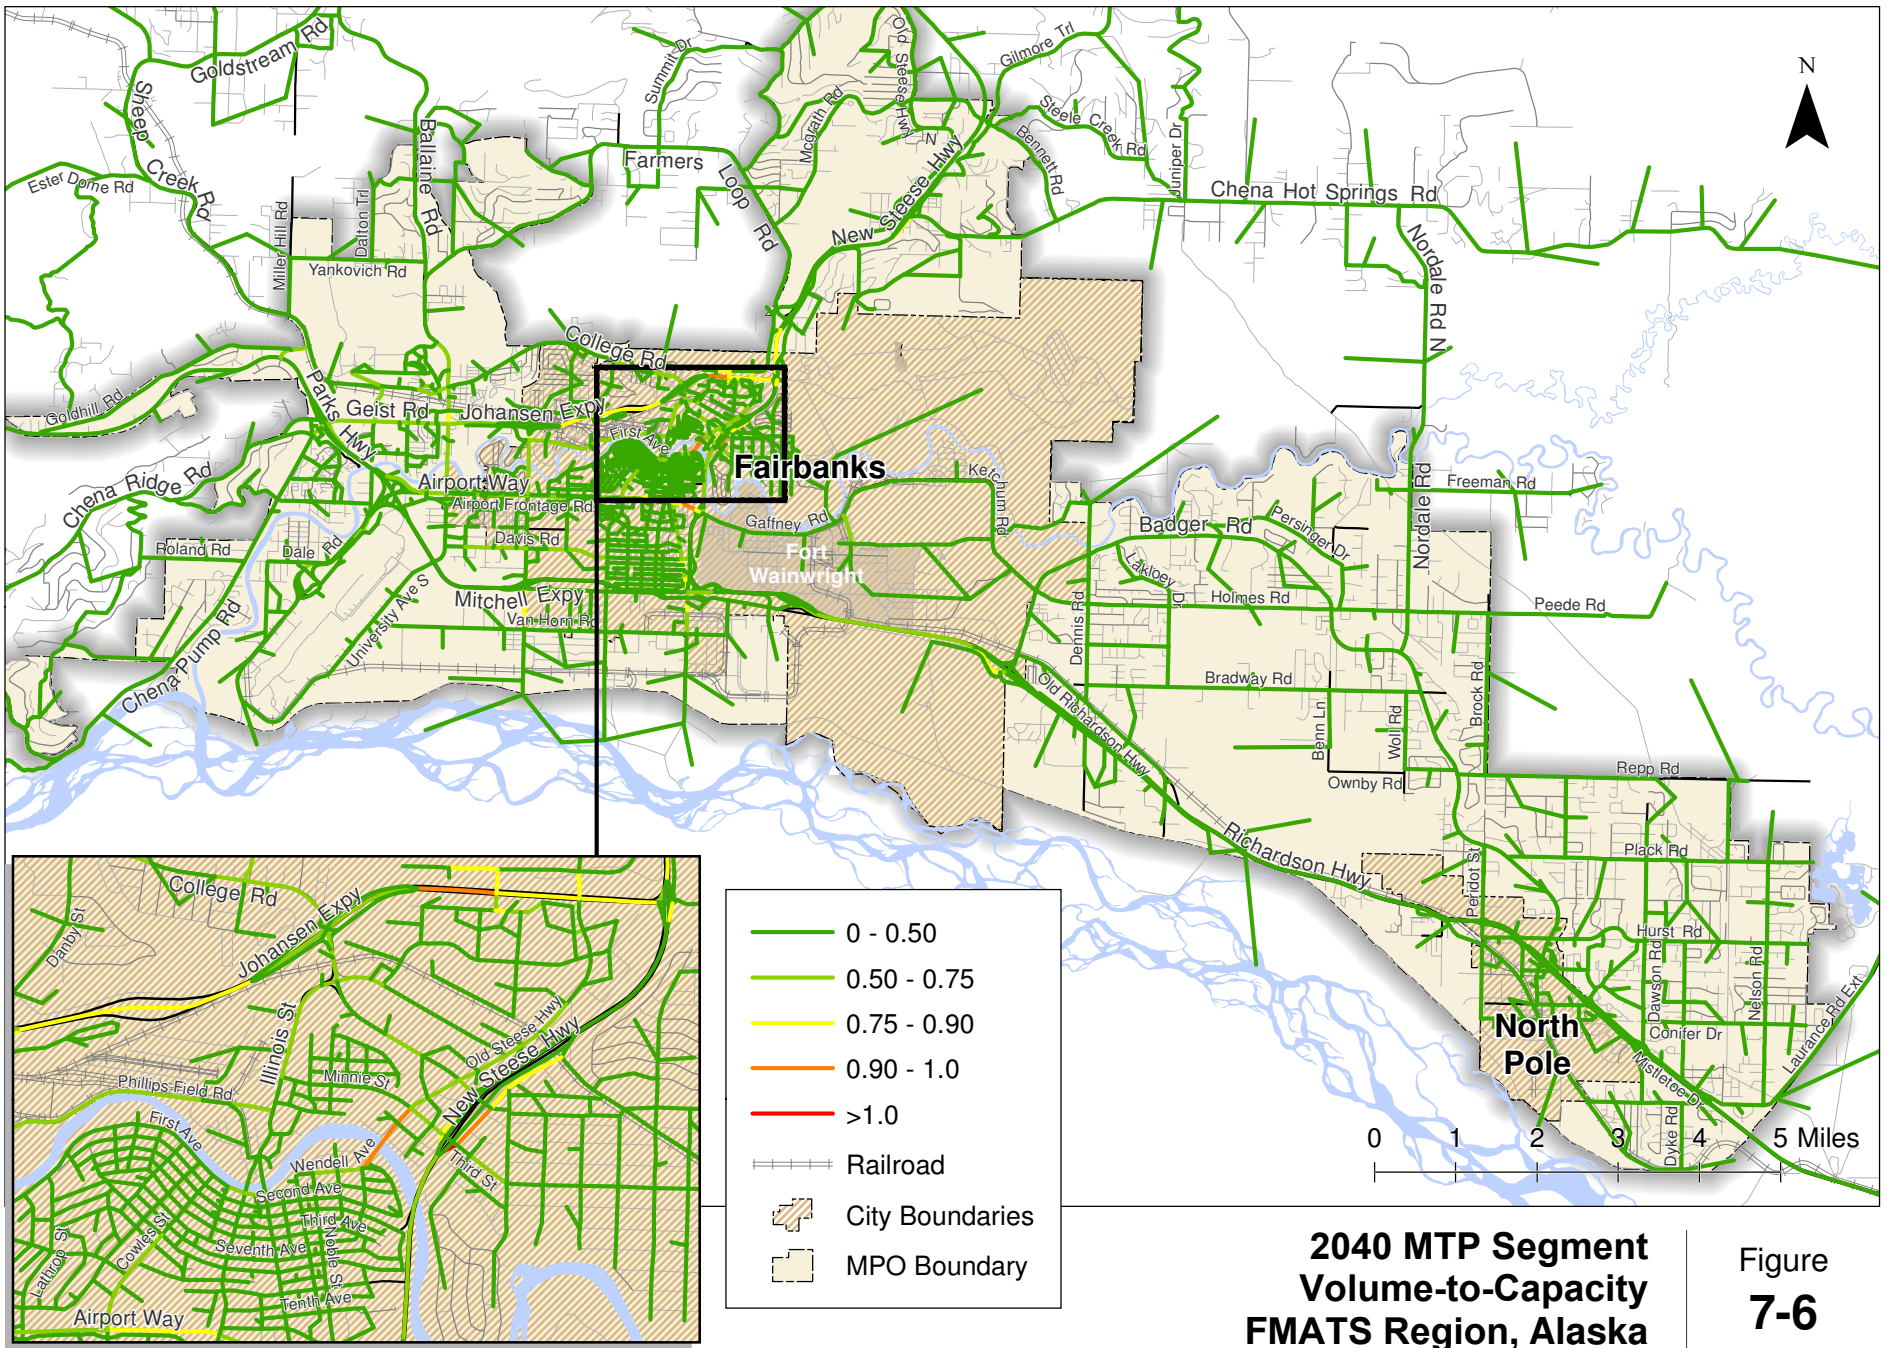 Goldstream Rd
Sheep
Creek Rd
Ester Dome Rd
Ballaine
Rd
Miller Hill Rd
Dalton Trl
Yankovich Rd
Summit Dr
Farmers
Loop
Rd
Mcgrath Rd
Old Steese Hwy
N
New Steese Hwy
Gilmore Trl
Steele Creek Rd
Bennett Rd
Juniper Dr
Chena Hot Springs Rd
Nordale Rd N
N
College Rd
Goldhill Rd
Parks
Hwy
Geist Rd
Johansen Expy
First Ave
Fairbanks
Chena Ridge Rd
Airport Way
Airport Frontage Rd
Davis Rd
Roland Rd
Dale Rd
Gaffney Rd
Fort
Wainwright
Ketchum Rd
Badger Rd
Persinger Dr
Lakloey Dr
Holmes Rd
Nordale Rd
Freeman Rd
Peede Rd
Mitchell Expy
Van Horn Rd
University Ave S
Chena Pump Rd
Dennis Rd
Bradway Rd
Old Richardson Hwy
Benn Ln
Woll Rd
Brock Rd
Ownby Rd
Repp Rd
Richardson Hwy
Plack Rd
Peridot St
Hurst Rd
Dawson Rd
Nelson Rd
Conifer Dr
Laurance Rd Ext
North
Pole
Mistletoe Dr
Dyke Rd
0 1 2 3 4 5 Miles
College Rd
Danby St
Johansen Expy
Illinois St
Old Steese Hwy
New Steese Hwy
Phillips Field Rd
Minnie St
First Ave
Wendell Ave
Third St
Second Ave
Third Ave
Seventh Ave
Noble St
Cowles St
Lathrop St
Tenth Ave
Airport Way
0 - 0.50
0.50 - 0.75
0.75 - 0.90
0.90 - 1.0
>1.0
Railroad
City Boundaries
MPO Boundary
2040 MTP Segment
Volume-to-Capacity
FMATS Region, Alaska
Figure
7-6